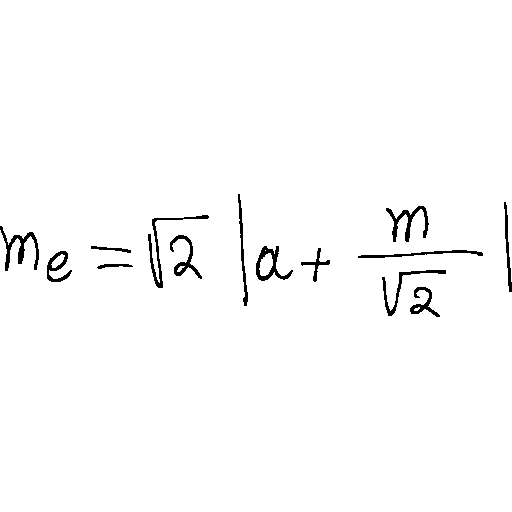 m_e = \sqrt{2} \left| a + \frac{m}{\sqrt{2}} \right|